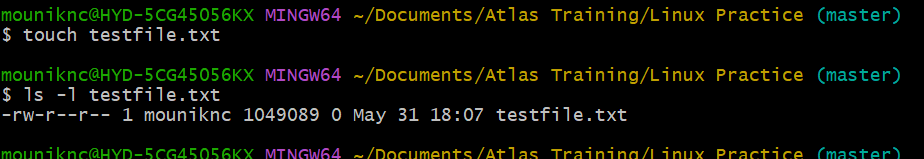 mouniknc@HYD-5CG45056KX MINGW64 ~/Documents/Atlas Training/Linux Practice (master)
$ touch testfile.txt
mouniknc@HYD-5CG45056KX MINGW64 ~/Documents/Atlas Training/Linux Practice (master)
$ ls -l testfile.txt
-rw-r--r-- 1 mouniknc 1049089 0 May 31 18:07 testfile.txt
mouniknc@HYD-5CG45056KX MINGW64 ~/Documents/Atlas Training/Linux Practice (master)